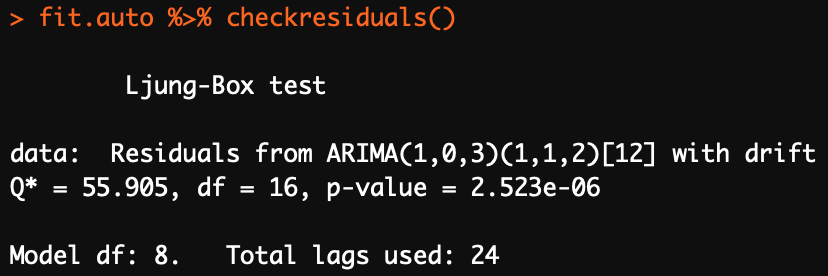 > fit.auto %>% checkresiduals()
Ljung-Box test
data:  Residuals from ARIMA(1,0,3)(1,1,2)[12] with drift
Q* = 55.905, df = 16, p-value = 2.523e-06
Model df: 8.   Total lags used: 24